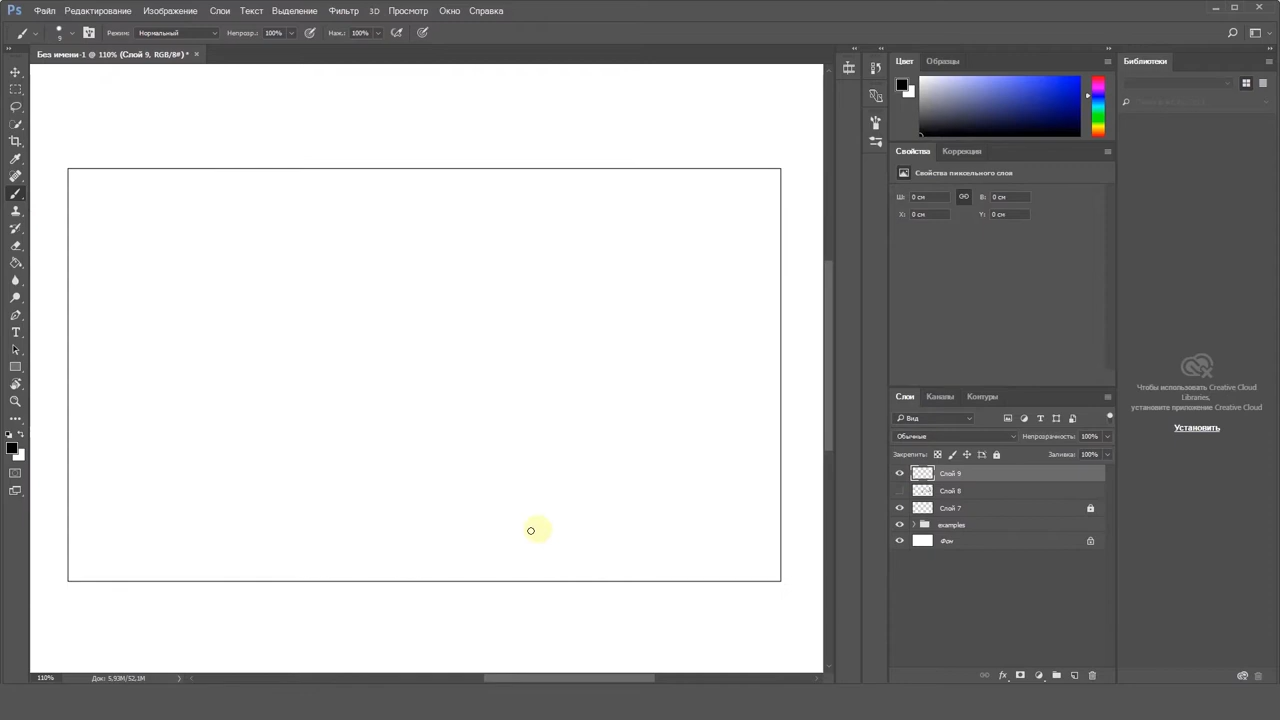 Ps Файл Редактирование Изображение Слои Текст Выделение Фильтр 3D Просмотр Окно Справка
9 Режим: Нормальный Непрозр.: 100% Наж.: 100%
Без имени-1 @ 110% (Слой 9, RGB/8#) *
Цвет Образцы
Библиотеки
Свойства Коррекция
Свойства пиксельного слоя
Ш: 0 см В: 0 см
X: 0 см Y: 0 см
Чтобы использовать Creative Cloud
Libraries,
установите приложение Creative Cloud
Установить
Слои Каналы Контуры
Вид
Обычные Непрозрачность: 100%
Закрепить: Заливка: 100%
Слой 9
Слой 8
Слой 7
examples
Фон
110% Док: 5,93M/52,1M